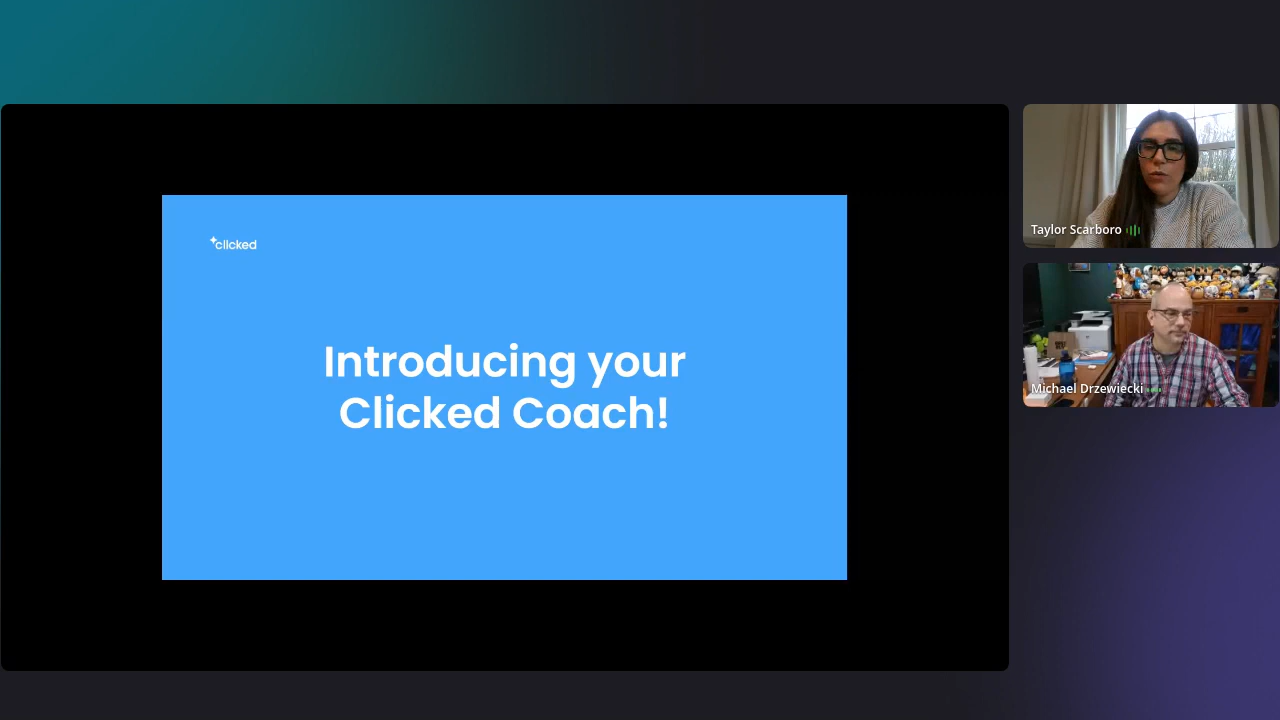 clicked
Introducing your
Clicked Coach!
Taylor Scarboro
Michael Drzewiecki